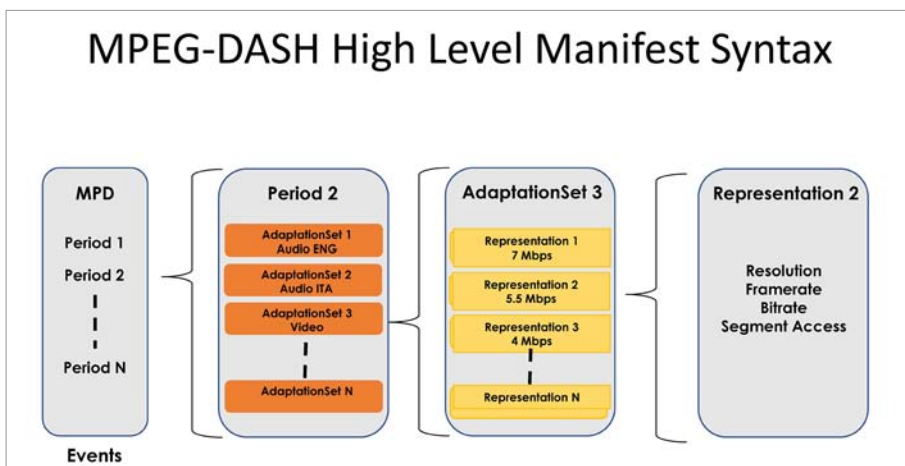 MPEG-DASH High Level Manifest Syntax
MPD
Period 1
Period 2
Period N
Events
Period 2
AdaptationSet 1
Audio ENG
AdaptationSet 2
Audio ITA
AdaptationSet 3
Video
AdaptationSet N
AdaptationSet 3
Representation 1
7 Mbps
Representation 2
5.5 Mbps
Representation 3
4 Mbps
Representation N
Representation 2
Resolution
Framerate
Bitrate
Segment Access